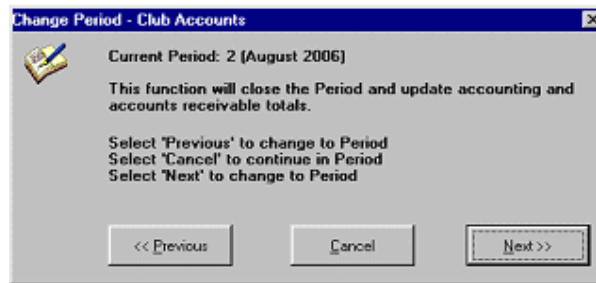 Change Period - Club Accounts
Current Period: 2 (August 2006)
This function will close the Period and update accounting and
accounts receivable totals.
Select 'Previous' to change to Period
Select 'Cancel' to continue in Period
Select 'Next' to change to Period
<< Previous
Cancel
Next >>